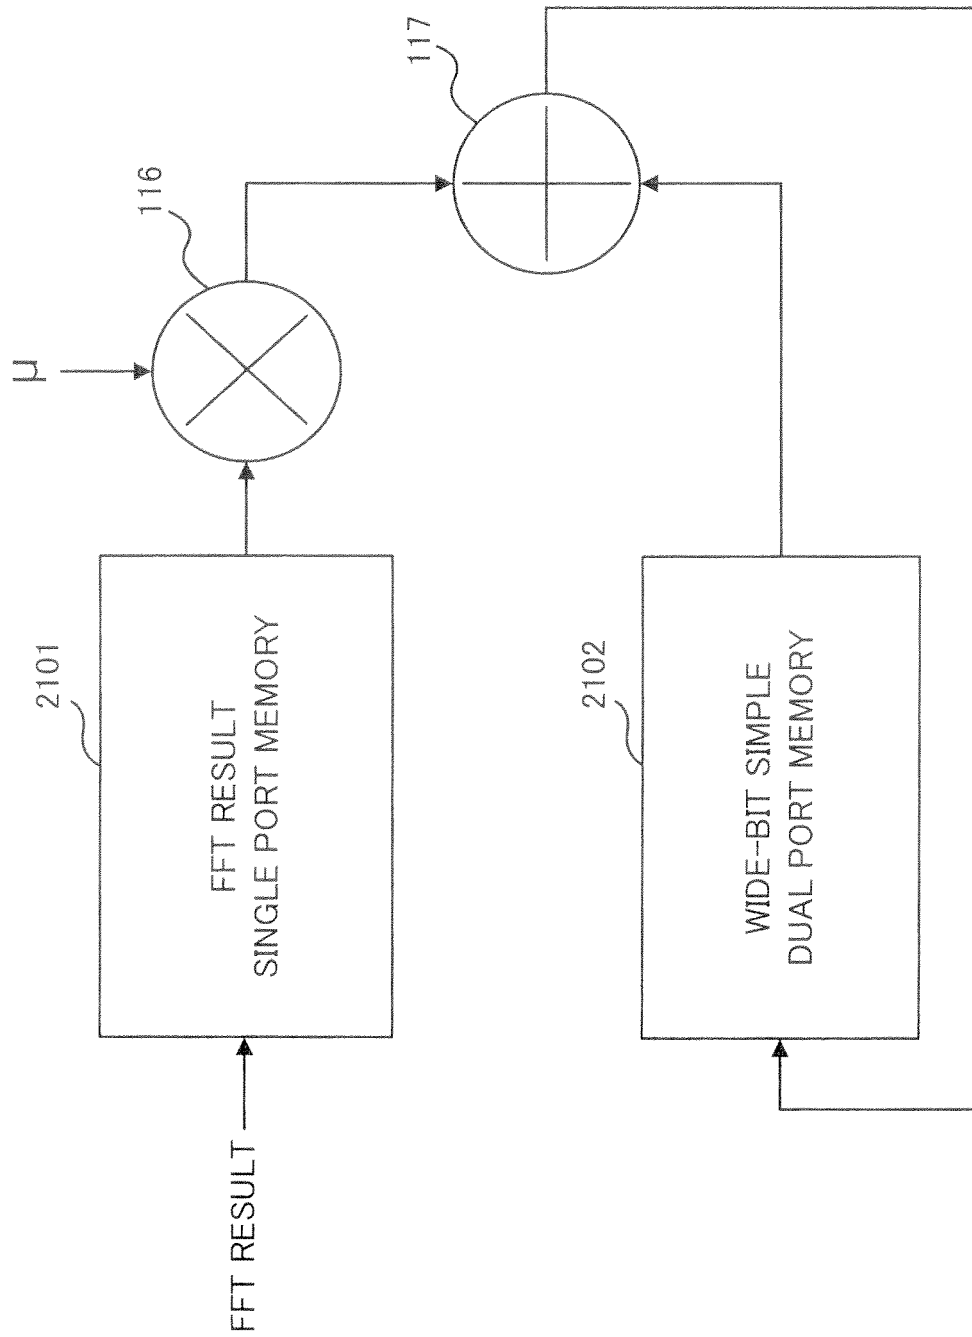 μ
116
117
2101
FFT RESULT
FFT RESULT
SINGLE PORT MEMORY
2102
WIDE-BIT SIMPLE
DUAL PORT MEMORY